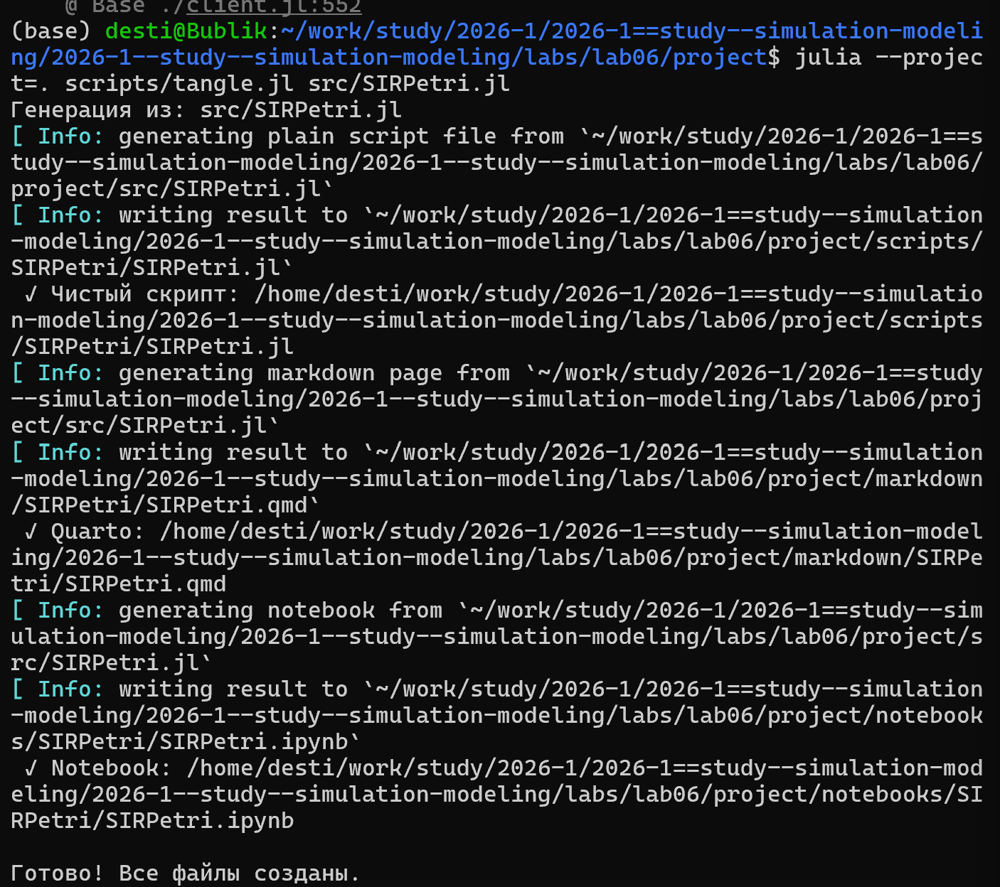 @ Base ./client.jl:552
(base) desti@Bublik:~/work/study/2026-1/2026-1==study--simulation-modeli
ng/2026-1--study--simulation-modeling/labs/lab06/project$ julia --projec
t=. scripts/tangle.jl src/SIRPetri.jl
Генерация из: src/SIRPetri.jl
[ Info: generating plain script file from `~/work/study/2026-1/2026-1==s
tudy--simulation-modeling/2026-1--study--simulation-modeling/labs/lab06/
project/src/SIRPetri.jl`
[ Info: writing result to `~/work/study/2026-1/2026-1==study--simulation
-modeling/2026-1--study--simulation-modeling/labs/lab06/project/scripts/
SIRPetri/SIRPetri.jl`
 ✓ Чистый скрипт: /home/desti/work/study/2026-1/2026-1==study--simulatio
n-modeling/2026-1--study--simulation-modeling/labs/lab06/project/scripts
/SIRPetri/SIRPetri.jl
[ Info: generating markdown page from `~/work/study/2026-1/2026-1==study
--simulation-modeling/2026-1--study--simulation-modeling/labs/lab06/proj
ect/src/SIRPetri.jl`
[ Info: writing result to `~/work/study/2026-1/2026-1==study--simulation
-modeling/2026-1--study--simulation-modeling/labs/lab06/project/markdown
/SIRPetri/SIRPetri.qmd`
 ✓ Quarto: /home/desti/work/study/2026-1/2026-1==study--simulation-model
ing/2026-1--study--simulation-modeling/labs/lab06/project/markdown/SIRPe
tri/SIRPetri.qmd
[ Info: generating notebook from `~/work/study/2026-1/2026-1==study--sim
ulation-modeling/2026-1--study--simulation-modeling/labs/lab06/project/s
rc/SIRPetri.jl`
[ Info: writing result to `~/work/study/2026-1/2026-1==study--simulation
-modeling/2026-1--study--simulation-modeling/labs/lab06/project/notebook
s/SIRPetri/SIRPetri.ipynb`
 ✓ Notebook: /home/desti/work/study/2026-1/2026-1==study--simulation-mod
eling/2026-1--study--simulation-modeling/labs/lab06/project/notebooks/SI
RPetri/SIRPetri.ipynb
Готово! Все файлы созданы.